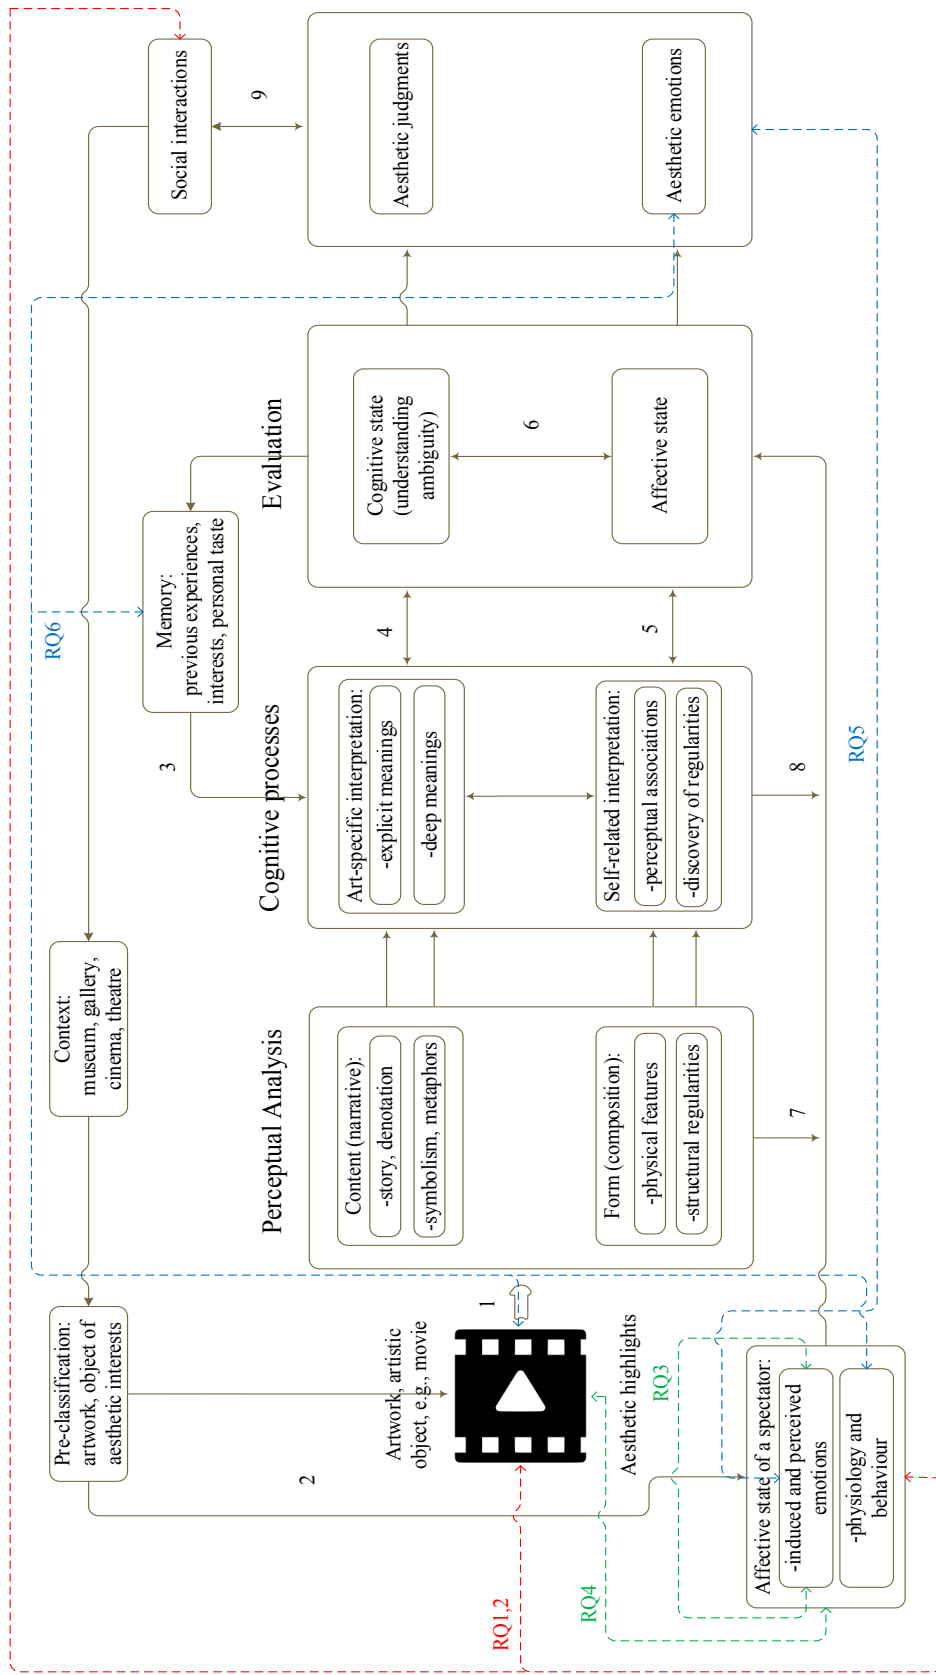 Pre-classification:
artwork, object of
aesthetic interests
Context:
museum, gallery,
cinema, theatre
Memory:
previous experiences,
interests, personal taste
Social interactions
RQ6
2
3
9
Artwork, artistic
object, e.g., movie
1
Aesthetic highlights
Perceptual Analysis
Content (narrative):
-story, denotation
-symbolism, metaphors
Form (composition):
-physical features
-structural regularities
Cognitive processes
Art-specific interpretation:
-explicit meanings
-deep meanings
Self-related interpretation:
-perceptual associations
-discovery of regularities
4
5
Evaluation
Cognitive state
(understanding
ambiguity)
6
Affective state
Aesthetic judgments
Aesthetic emotions
RQ1,2
RQ4
RQ3
7
8
RQ5
Affective state of a spectator:
-induced and perceived
emotions
-physiology and
behaviour